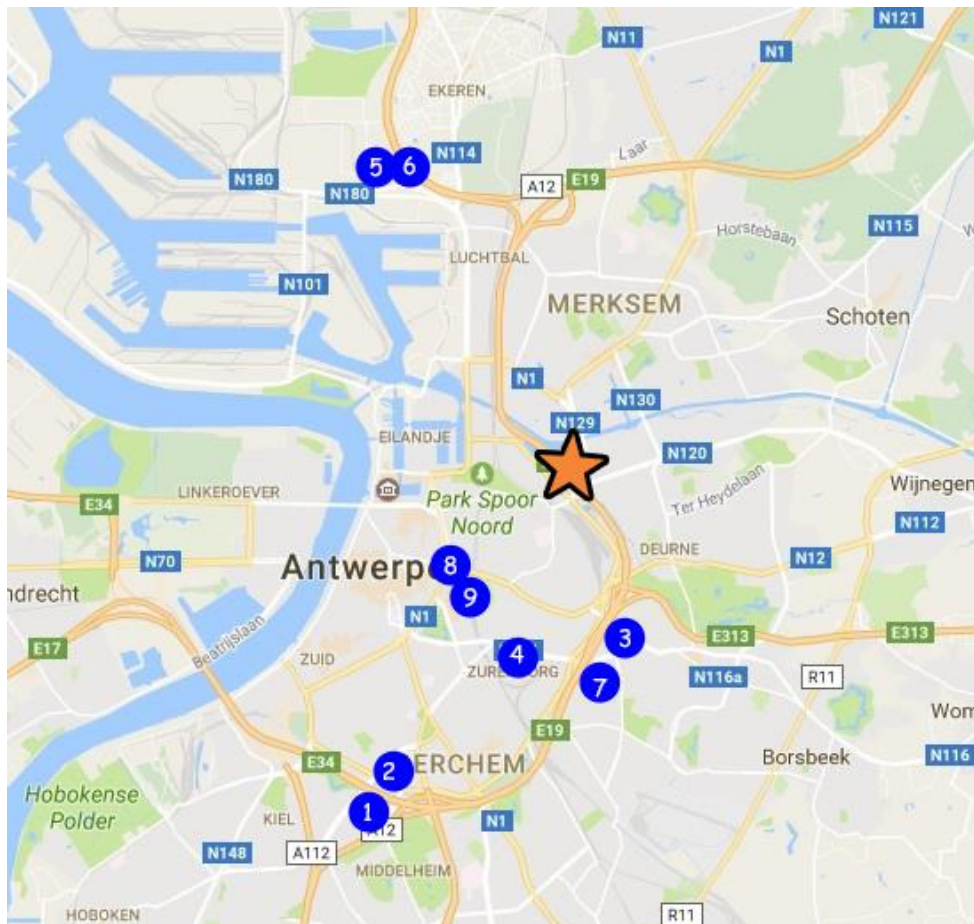 N121
N11
N1
EKEREN
N114
5
6
Laar
N180
N180
A12
E19
Horstebaan
N115
LUCHTBAL
N101
MERKSEM
Schoten
N1
N130
N129
EILANDJE
N120
LINKEROEVER
Park Spoor
Noord
Ter Heydelaan
Wijnegem
E34
N112
DEURNE
N70
Antwerp
8
N12
ndrecht
9
N1
3
E313
E313
Beatrijslaan
E17
ZUID
4
ZUR
ORG
7
N116a
R11
Wom
E19
E34
2
ERCHEM
Borsbeek
N116
Hobokense
Polder
1
A12
KIEL
N1
N148
A112
MIDDELHEIM
HOBOKEN
R11